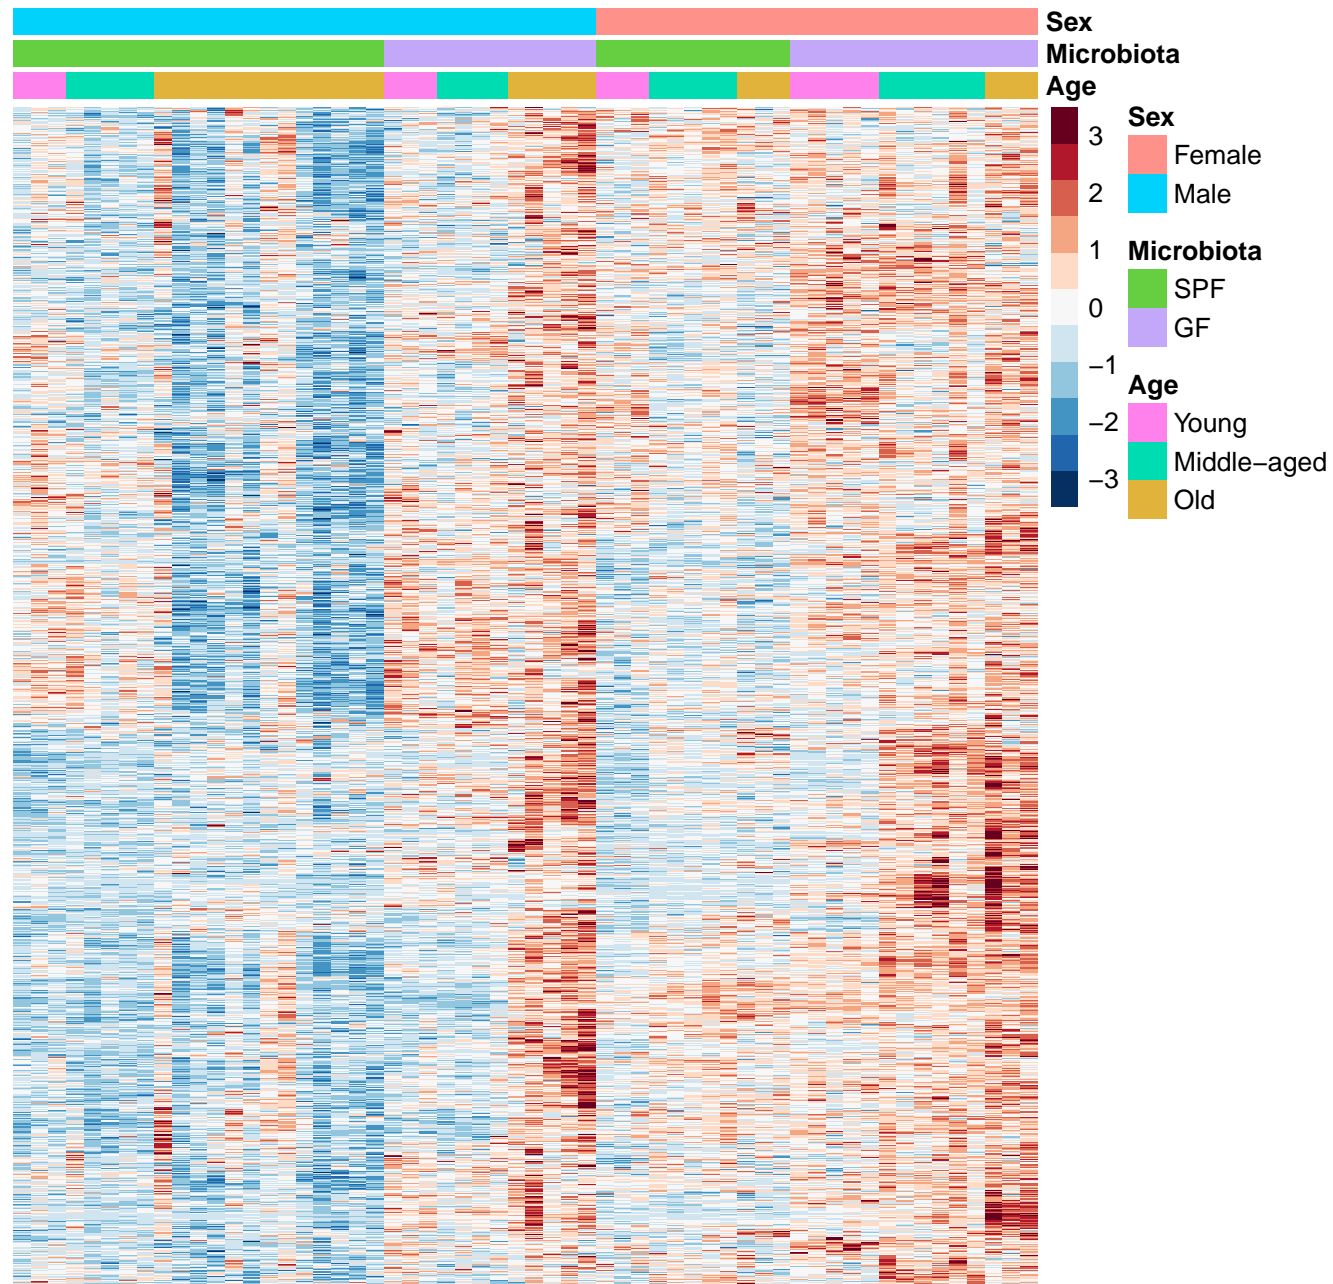 Sex
Microbiota
Age
3
2
1
0
−1
−2
−3
Sex
Female
Male
Microbiota
SPF
GF
Age
Young
Middle−aged
Old